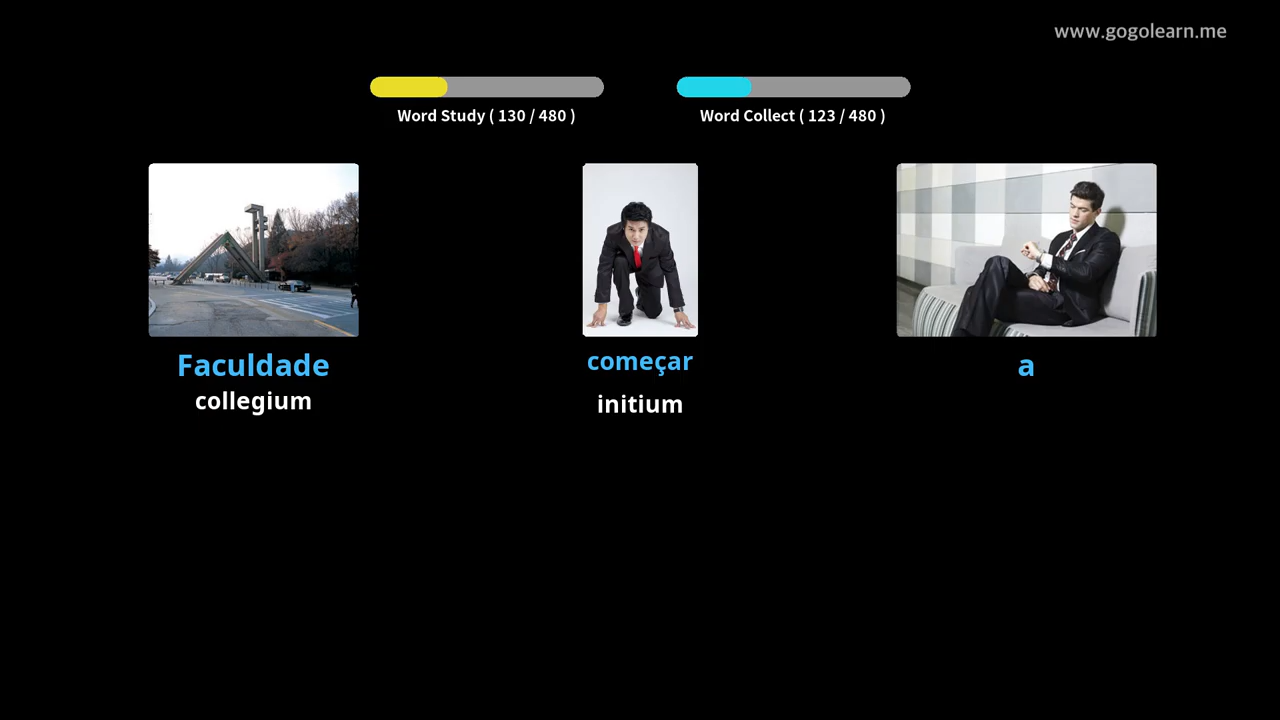 www.gogolearn.me
Word Study ( 130 / 480 )
Word Collect ( 123 / 480 )
Faculdade
collegium
começar
initium
a